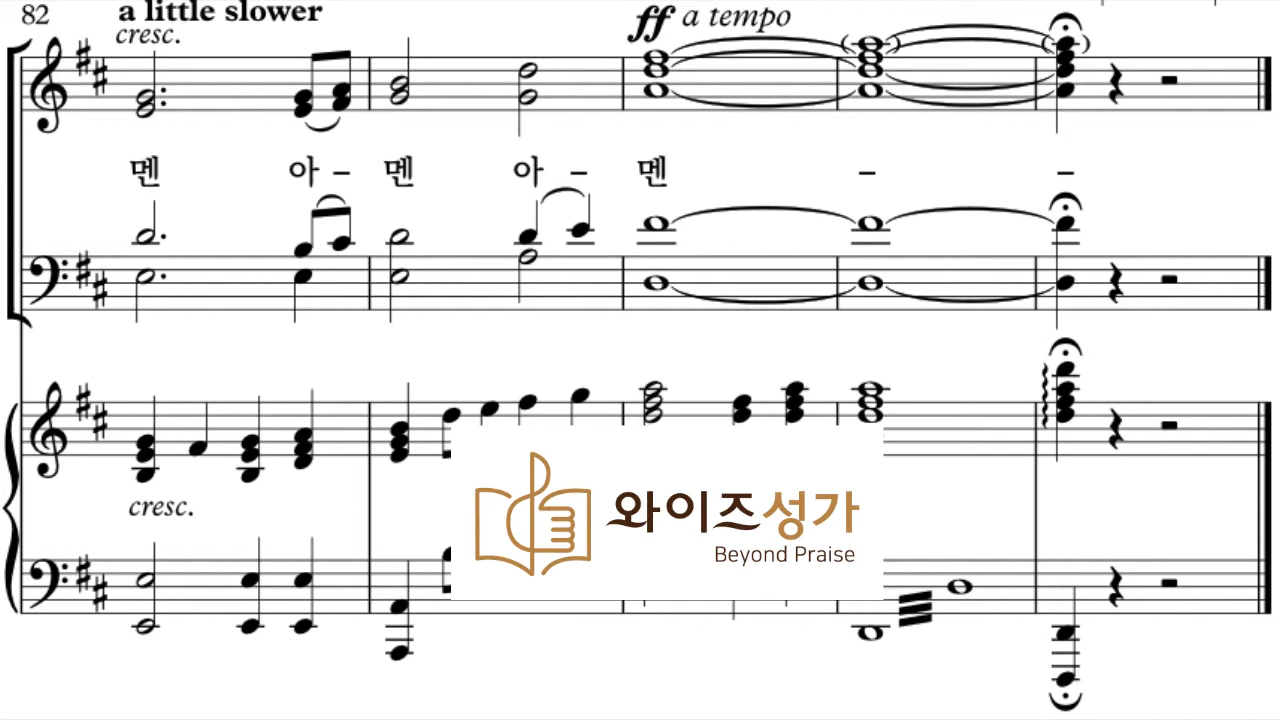 82
a little slower
cresc.
ff a tempo
멘 아 – 멘 아 – 멘 – –
cresc.
와이즈성가
Beyond Praise